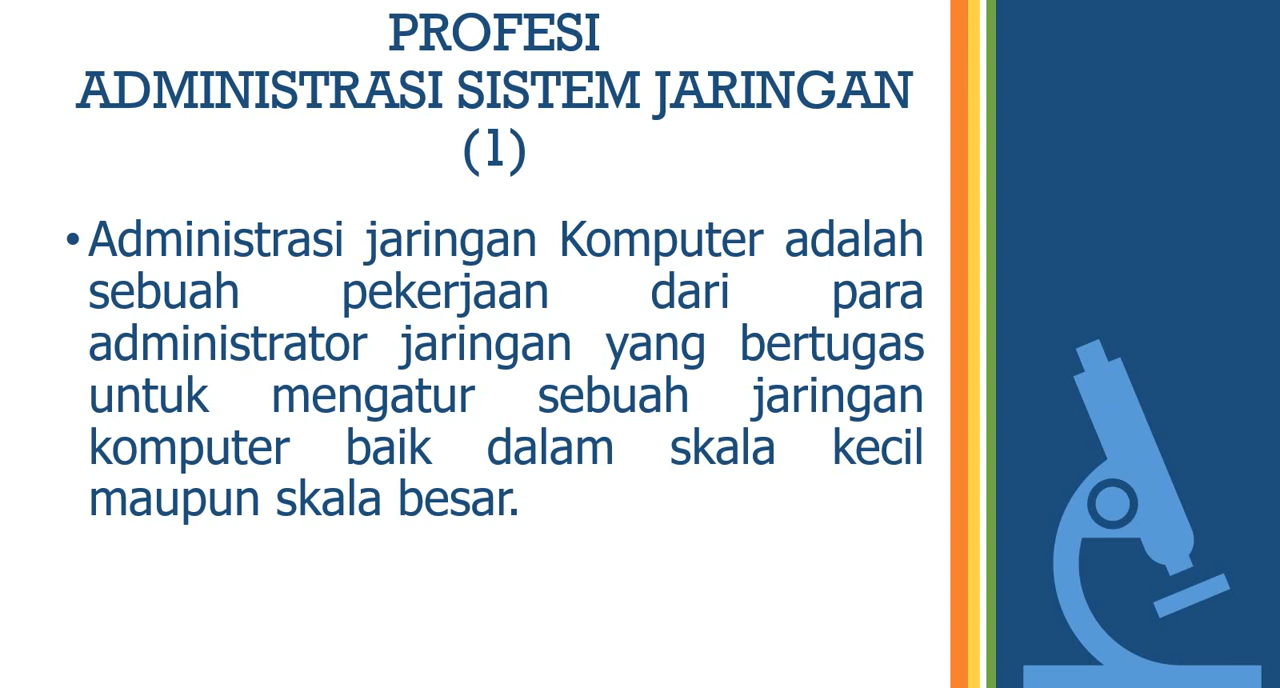 PROFESI
ADMINISTRASI SISTEM JARINGAN
(1)
• Administrasi jaringan Komputer adalah
sebuah pekerjaan dari para
administrator jaringan yang bertugas
untuk mengatur sebuah jaringan
komputer baik dalam skala kecil
maupun skala besar.